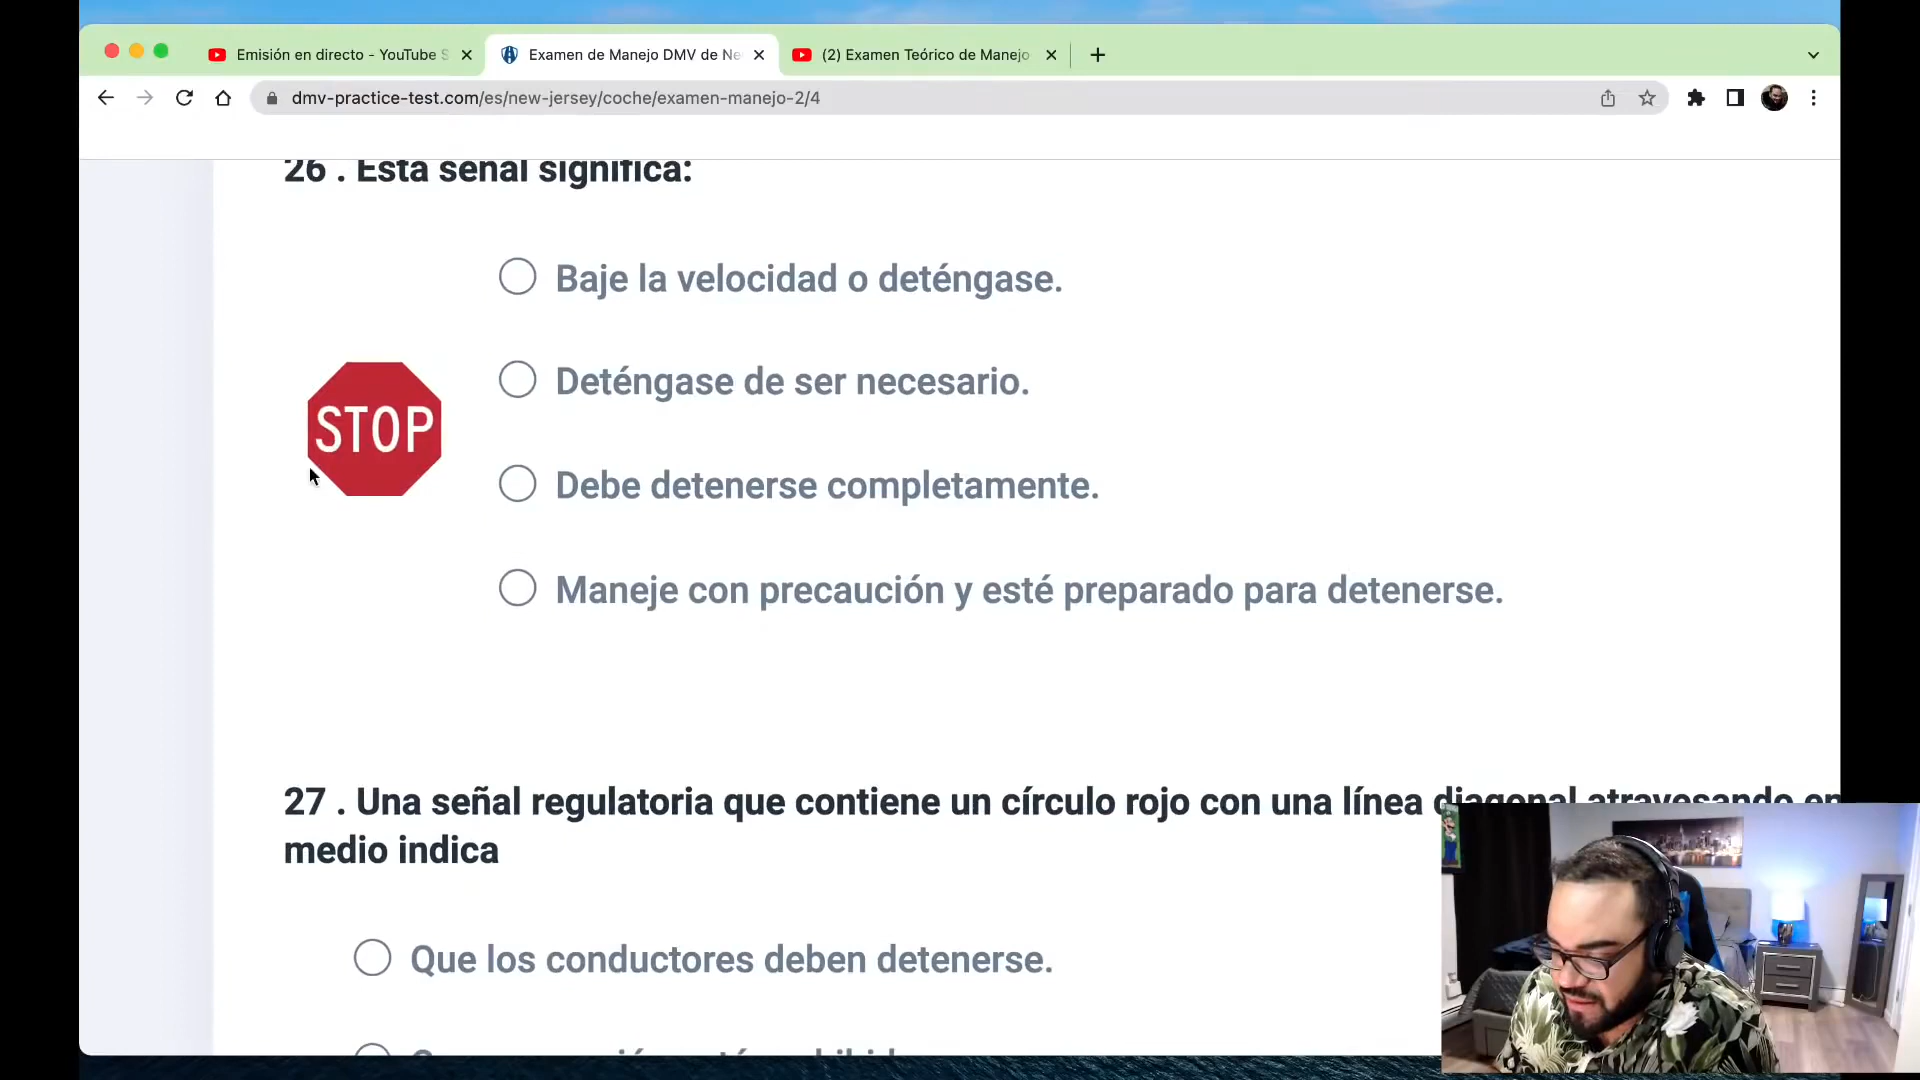 Emisión en directo - YouTube S
Examen de Manejo DMV de Ne
(2) Examen Teórico de Manejo
dmv-practice-test.com/es/new-jersey/coche/examen-manejo-2/4
26 . Esta señal significa:
Baje la velocidad o deténgase.
Deténgase de ser necesario.
STOP
Debe detenerse completamente.
Maneje con precaución y esté preparado para detenerse.
27 . Una señal regulatoria que contiene un círculo rojo con una línea diagonal atravesando en
medio indica
Que los conductores deben detenerse.